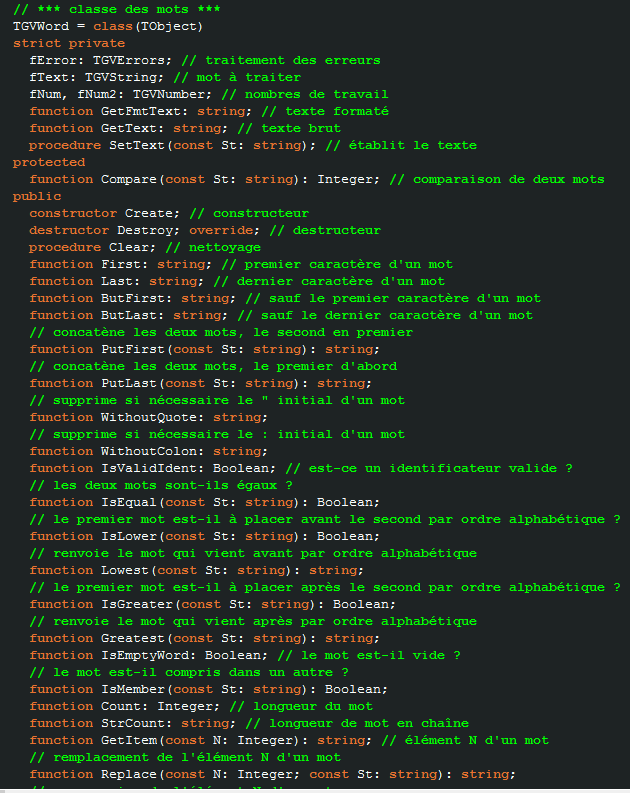 // *** classe des mots ***
TGVWord = class(TObject)
strict private
fError: TGVErrors; // traitement des erreurs
fText: TGVString; // mot à traiter
fNum, fNum2: TGVNumber; // nombres de travail
function GetFmtText: string; // texte formaté
function GetText: string; // texte brut
procedure SetText(const St: string); // établit le texte
protected
function Compare(const St: string): Integer; // comparaison de deux mots
public
constructor Create; // constructeur
destructor Destroy; override; // destructeur
procedure Clear; // nettoyage
function First: string; // premier caractère d'un mot
function Last: string; // dernier caractère d'un mot
function ButFirst: string; // sauf le premier caractère d'un mot
function ButLast: string; // sauf le dernier caractère d'un mot
// concatène les deux mots, le second en premier
function PutFirst(const St: string): string;
// concatène les deux mots, le premier d'abord
function PutLast(const St: string): string;
// supprime si nécessaire le " initial d'un mot
function WithoutQuote: string;
// supprime si nécessaire le : initial d'un mot
function WithoutColon: string;
function IsValidIdent: Boolean; // est-ce un identificateur valide ?
// les deux mots sont-ils égaux ?
function IsEqual(const St: string): Boolean;
// le premier mot est-il à placer avant le second par ordre alphabétique ?
function IsLower(const St: string): Boolean;
// renvoie le mot qui vient avant par ordre alphabétique
function Lowest(const St: string): string;
// le premier mot est-il à placer après le second par ordre alphabétique ?
function IsGreater(const St: string): Boolean;
// renvoie le mot qui vient après par ordre alphabétique
function Greatest(const St: string): string;
function IsEmptyWord: Boolean; // le mot est-il vide ?
// le mot est-il compris dans un autre ?
function IsMember(const St: string): Boolean;
function Count: Integer; // longueur du mot
function StrCount: string; // longueur de mot en chaîne
function GetItem(const N: Integer): string; // élément N d'un mot
// remplacement de l'élément N d'un mot
function Replace(const N: Integer; const St: string): string;